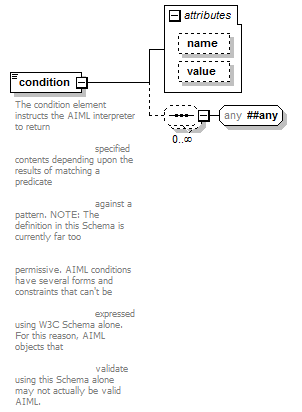 attributes
name
value
condition
any ##any
0..∞
The condition element
instructs the AIML interpreter
to return
specified
contents depending upon the
results of matching a
predicate
against a
pattern. NOTE: The
definition in this Schema is
currently far too
permissive. AIML conditions
have several forms and
constraints that can't be
expressed
using W3C Schema alone.
For this reason, AIML
objects that
validate
using this Schema alone
may not actually be valid
AIML.